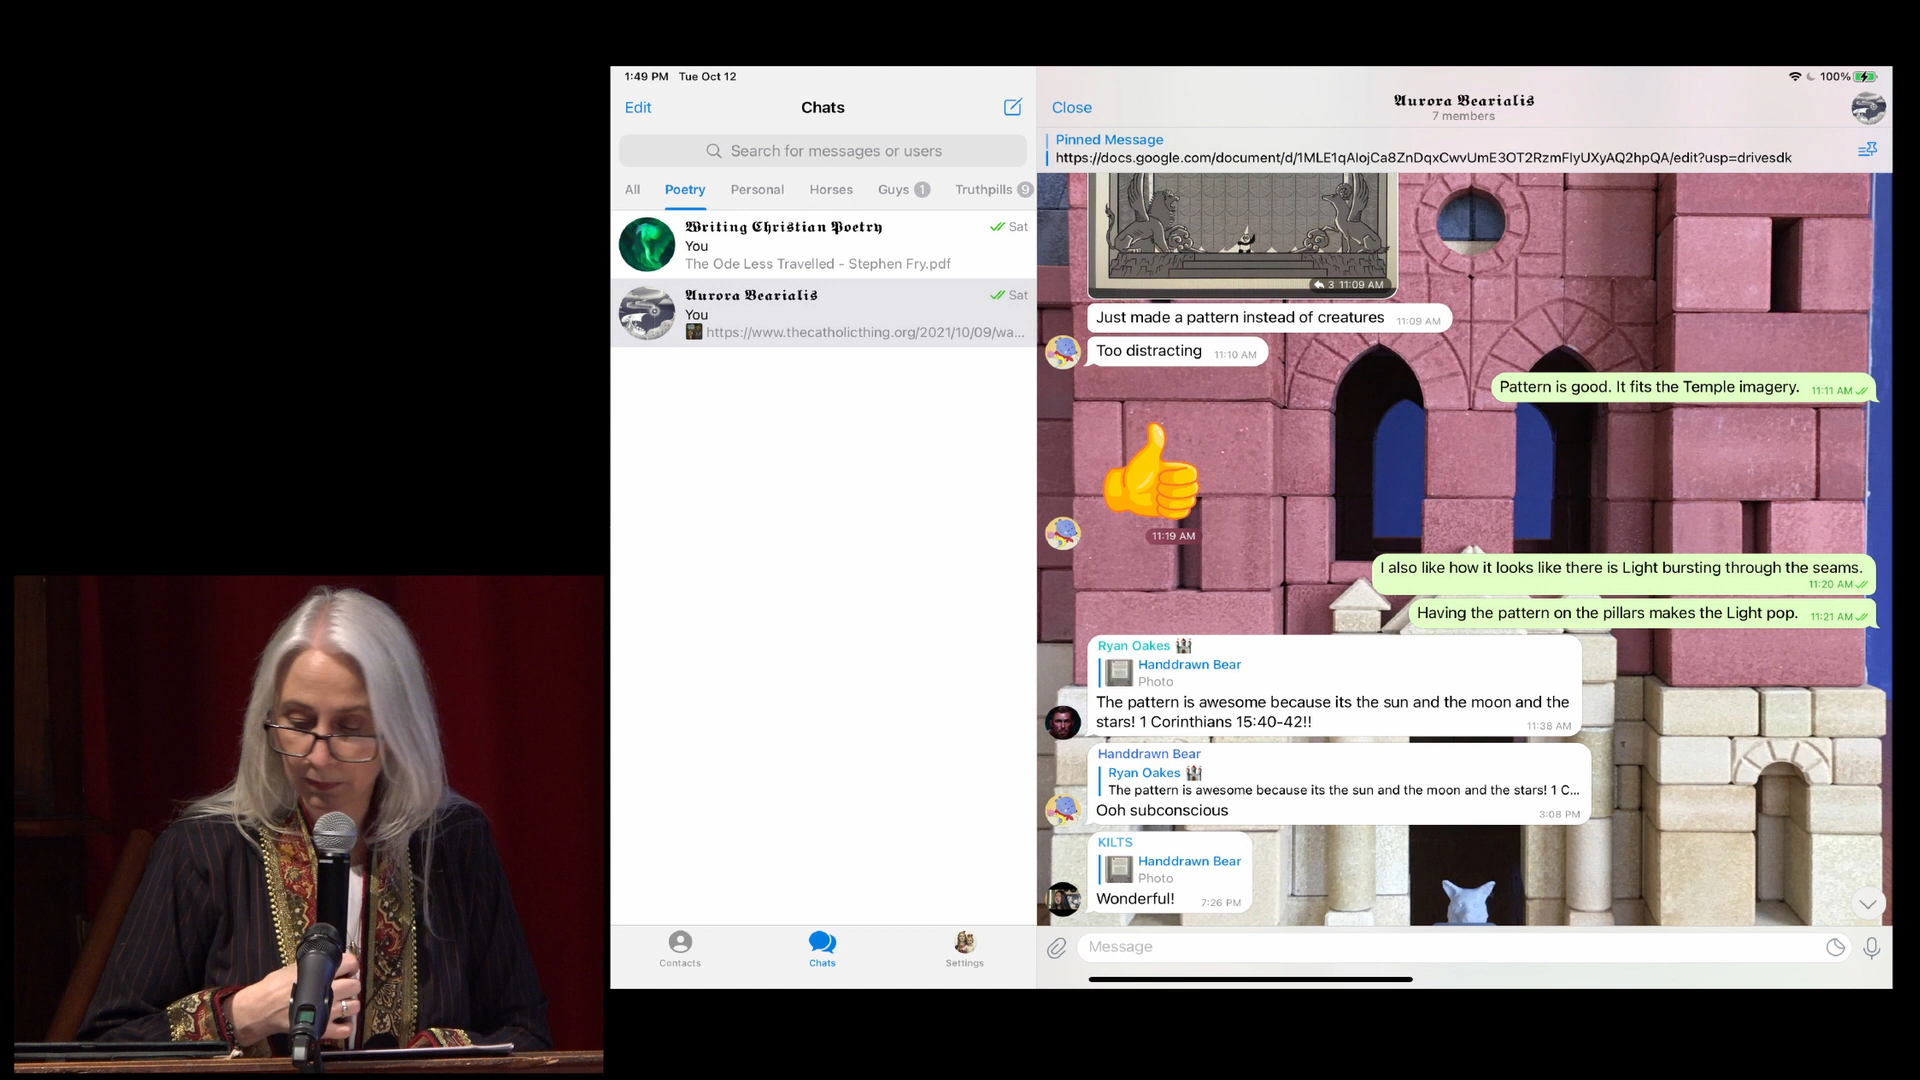 1:49 PM Tue Oct 12
Edit
Chats
Search for messages or users
All Poetry Personal Horses Guys 1 Truthpills 9
Writing Christian Poetry
Sat
You
The Ode Less Travelled - Stephen Fry.pdf
Aurora Bearialis
Sat
You
https://www.thecatholicthing.org/2021/10/09/wa...
Contacts
Chats
Settings
100%
Close
Aurora Bearialis
7 members
Pinned Message
https://docs.google.com/document/d/1MLE1qAlojCa8ZnDqxCwvUmE3OT2RzmFlyUXyAQ2hpQA/edit?usp=drivesdk
3 11:09 AM
Just made a pattern instead of creatures 11:09 AM
Too distracting 11:10 AM
Pattern is good. It fits the Temple imagery. 11:11 AM
11:19 AM
I also like how it looks like there is Light bursting through the seams.
11:20 AM
Having the pattern on the pillars makes the Light pop. 11:21 AM
Ryan Oakes
Handdrawn Bear
Photo
The pattern is awesome because its the sun and the moon and the
stars! 1 Corinthians 15:40-42!!
11:38 AM
Handdrawn Bear
Ryan Oakes
The pattern is awesome because its the sun and the moon and the stars! 1 C...
Ooh subconscious
3:08 PM
KILTS
Handdrawn Bear
Photo
Wonderful!
7:26 PM
Message